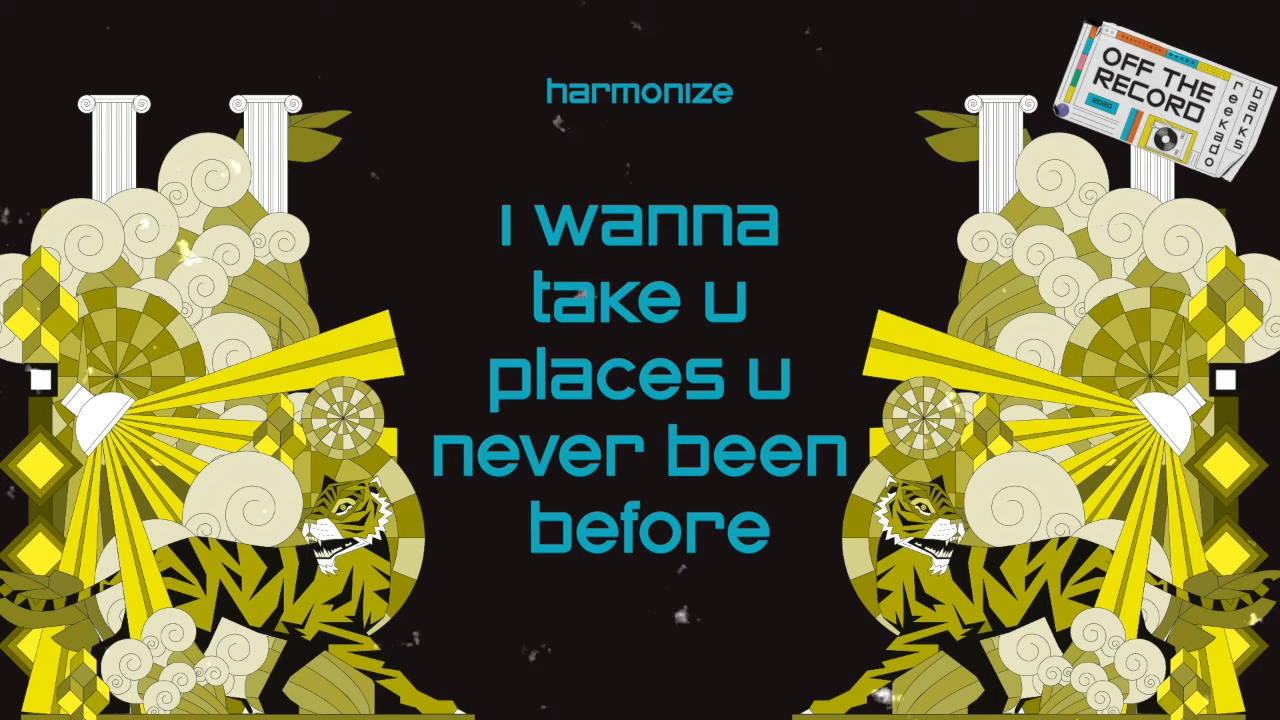 harmonize
I wanna
take u
places u
never been
before
OFF THE
RECORD
2020
reekado
banks